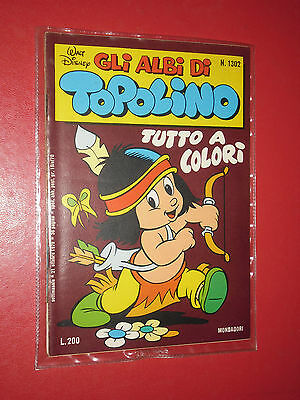 WALT
DISNEY
GLI ALBI DI
N. 1302
TOPOLINO
TUTTO A
COLORI
L. 200
MONDADORI